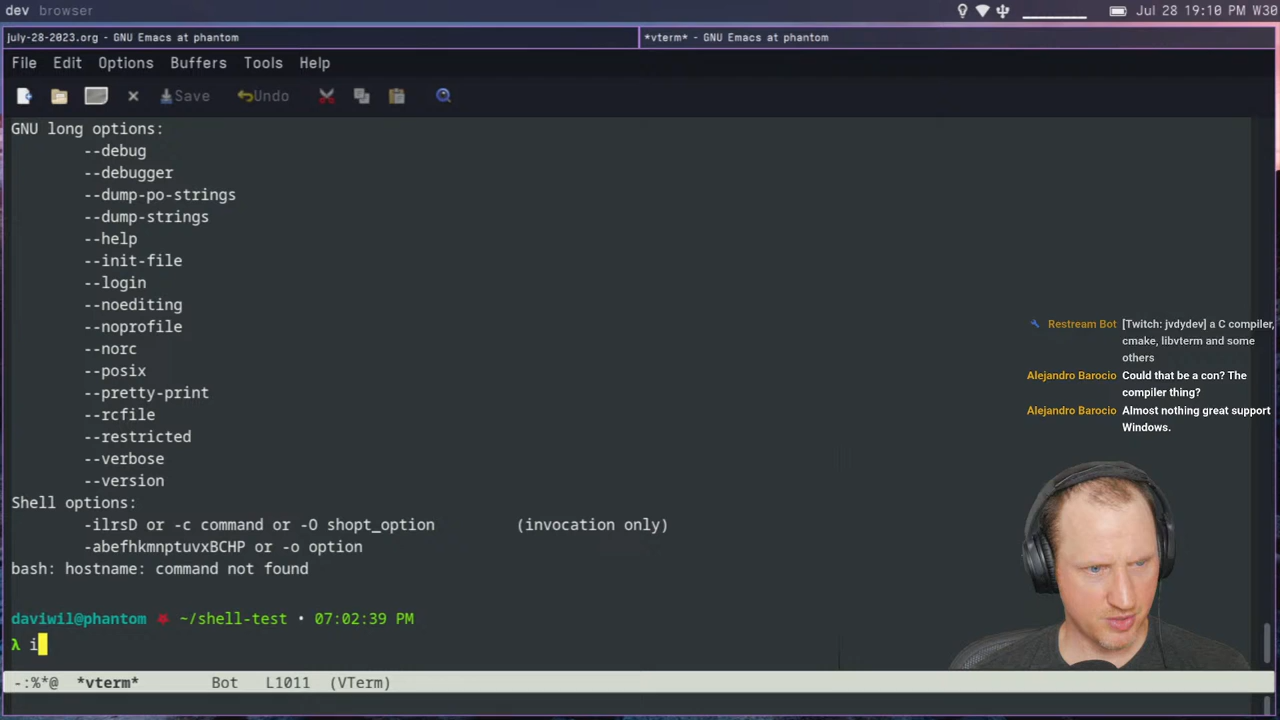 dev browser
Jul 28 19:10 PM W30
july-28-2023.org - GNU Emacs at phantom
*vterm* - GNU Emacs at phantom
File Edit Options Buffers Tools Help
Save Undo
GNU long options:
--debug
--debugger
--dump-po-strings
--dump-strings
--help
--init-file
--login
--noediting
--noprofile
--norc
--posix
--pretty-print
--rcfile
--restricted
--verbose
--version
Shell options:
-ilrsD or -c command or -O shopt_option (invocation only)
-abefhkmnptuvxBCHP or -o option
bash: hostname: command not found
daviwil@phantom ~/shell-test • 07:02:39 PM
λ i
-:%*@ *vterm* Bot L1011 (VTerm)
Restream Bot [Twitch: jvdydev] a C compiler,
cmake, libvterm and some
others
Alejandro Barocio Could that be a con? The
compiler thing?
Alejandro Barocio Almost nothing great support
Windows.